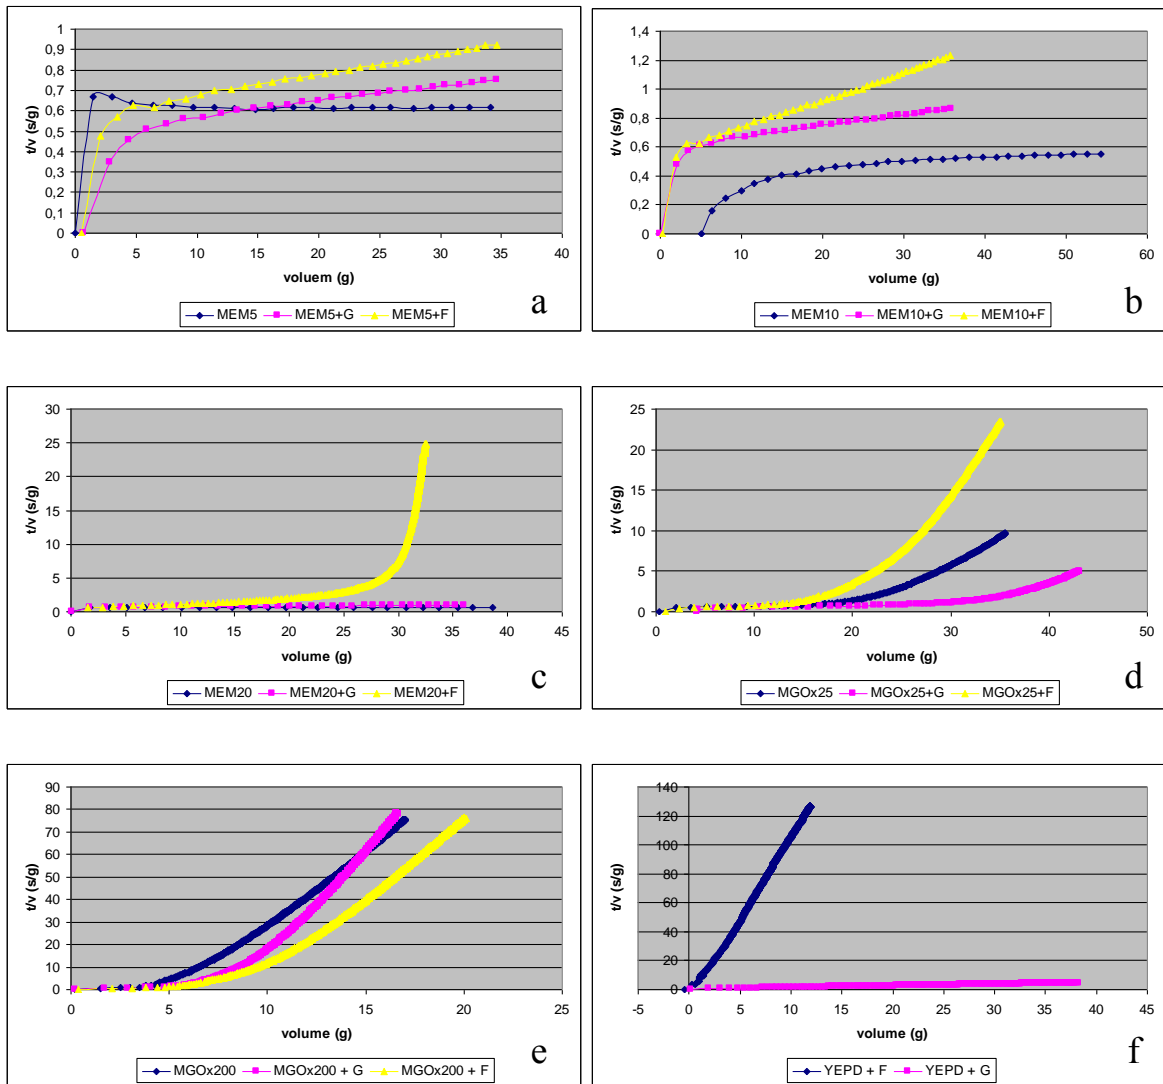 1
0,9
0,8
0,7
0,6
0,5
0,4
0,3
0,2
0,1
0
t/v (s/g)
0 5 10 15 20 25 30 35 40
voluem (g)
MEM5 MEM5+G MEM5+F
a
1,4
1,2
1
0,8
0,6
0,4
0,2
0
t/v (s/g)
0 10 20 30 40 50 60
volume (g)
MEM10 MEM10+G MEM10+F
b
30
25
20
15
10
5
0
t/v (s/g)
0 5 10 15 20 25 30 35 40 45
volume (g)
MEM20 MEM20+G MEM20+F
c
25
20
15
10
5
0
t/v (s/g)
0 10 20 30 40 50
volume (g)
MGOx25 MGOx25+G MGOx25+F
d
90
80
70
60
50
40
30
20
10
0
t/v (s/g)
0 5 10 15 20 25
volume (g)
MGOx200 MGOx200 + G MGOx200 + F
e
140
120
100
80
60
40
20
0
t/v (s/g)
-5 0 5 10 15 20 25 30 35 40 45
volume (g)
YEPD + F YEPD + G
f